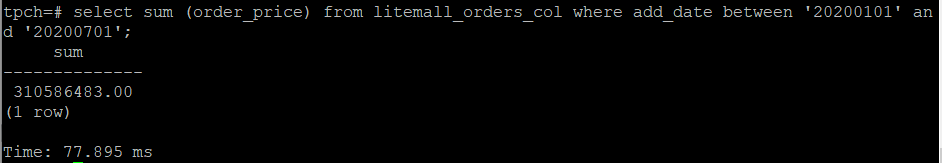 tpch=# select sum (order_price) from litemall_orders_col where add_date between '20200101' an
d '20200701';
sum
--------------
310586483.00
(1 row)
Time: 77.895 ms